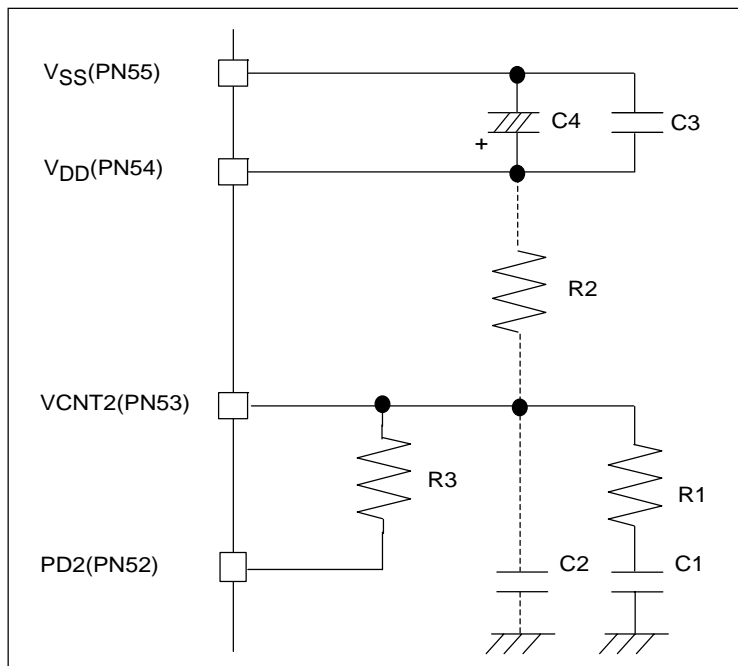 VSS(PN55)
C4
C3
+
VDD(PN54)
R2
VCNT2(PN53)
R3
R1
PD2(PN52)
C2
C1